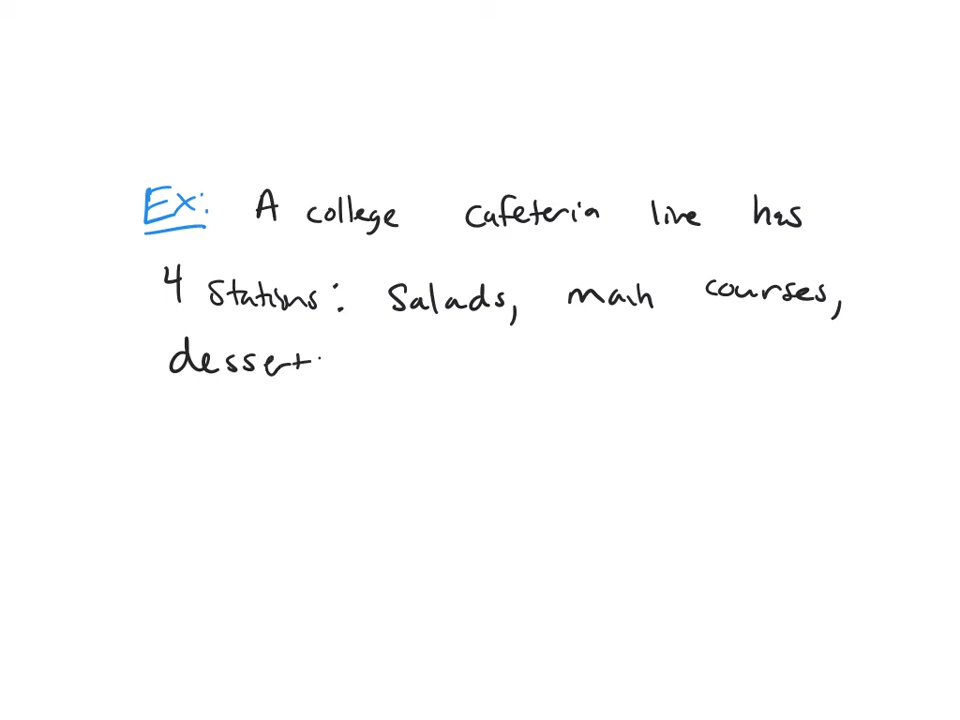 Ex: A college cafeteria line has
4 stations: Salads, main courses,
dessert